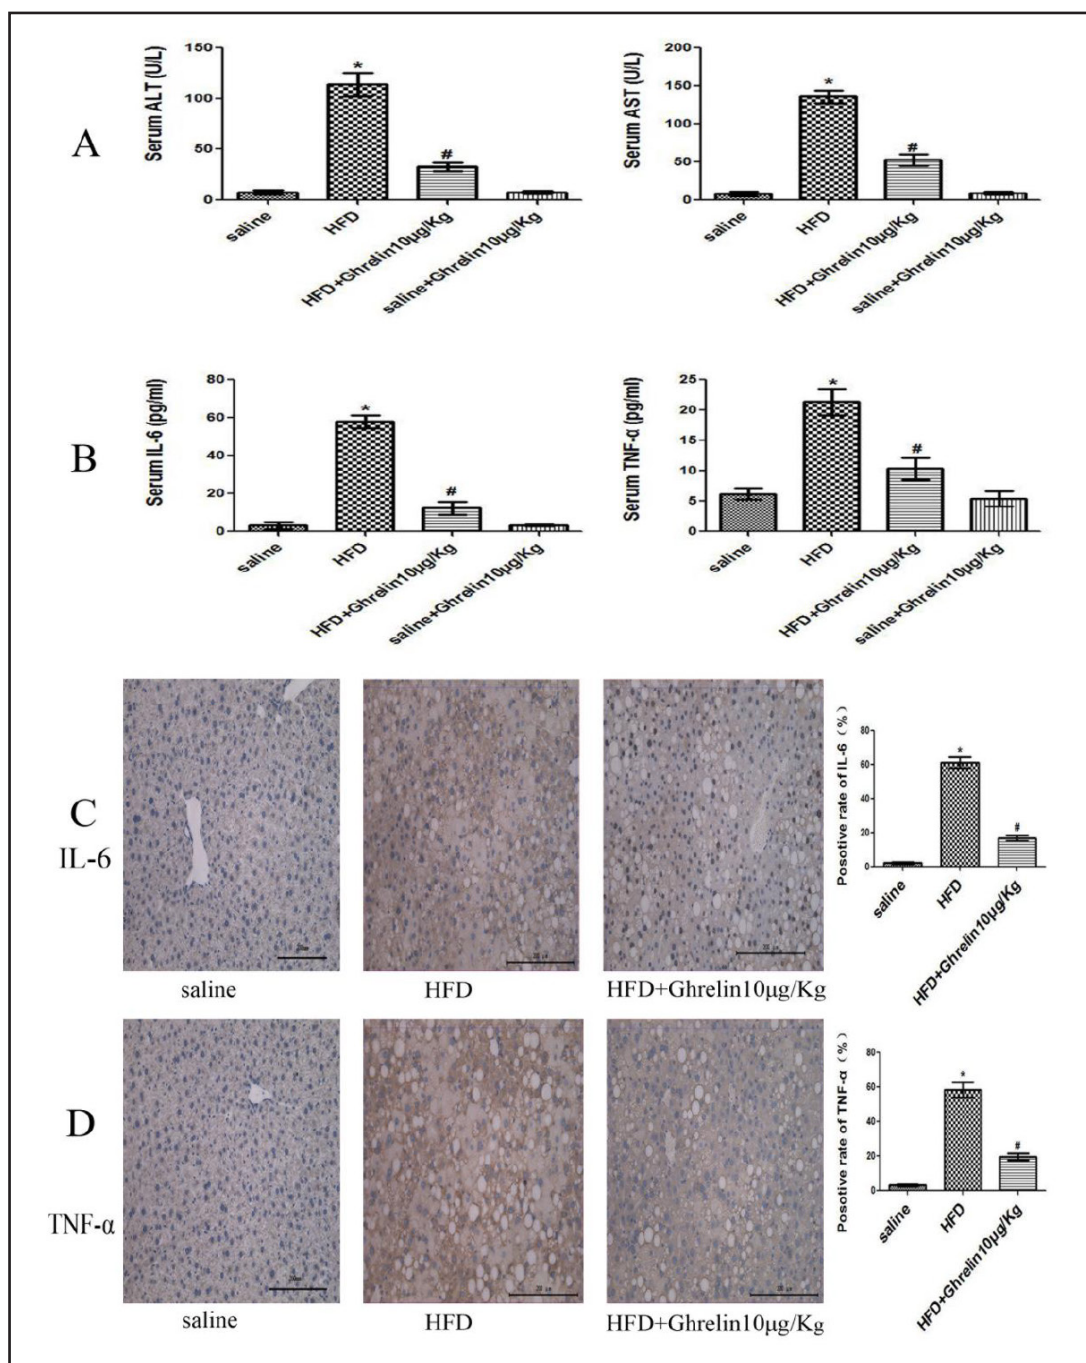 A
Serum ALT (U/L)
150
100
50
0
*
#
saline
HFD
HFD+Ghrelin10μg/Kg
saline+Ghrelin10μg/Kg
Serum AST (U/L)
200
150
100
50
0
*
#
saline
HFD
HFD+Ghrelin10μg/Kg
saline+Ghrelin10μg/Kg
B
Serum IL-6 (pg/ml)
80
60
40
20
0
*
#
saline
HFD
HFD+Ghrelin10μg/Kg
saline+Ghrelin10μg/Kg
Serum TNF-α (pg/ml)
25
20
15
10
5
0
*
#
saline
HFD
HFD+Ghrelin10μg/Kg
saline+Ghrelin10μg/Kg
C
IL-6
saline
HFD
HFD+Ghrelin10μg/Kg
Posotive rate of IL-6 (%)
80
60
40
20
0
*
#
saline
HFD
HFD+Ghrelin10μg/Kg
D
TNF-α
saline
HFD
HFD+Ghrelin10μg/Kg
Posotive rate of TNF-α (%)
80
60
40
20
0
*
#
saline
HFD
HFD+Ghrelin10μg/Kg